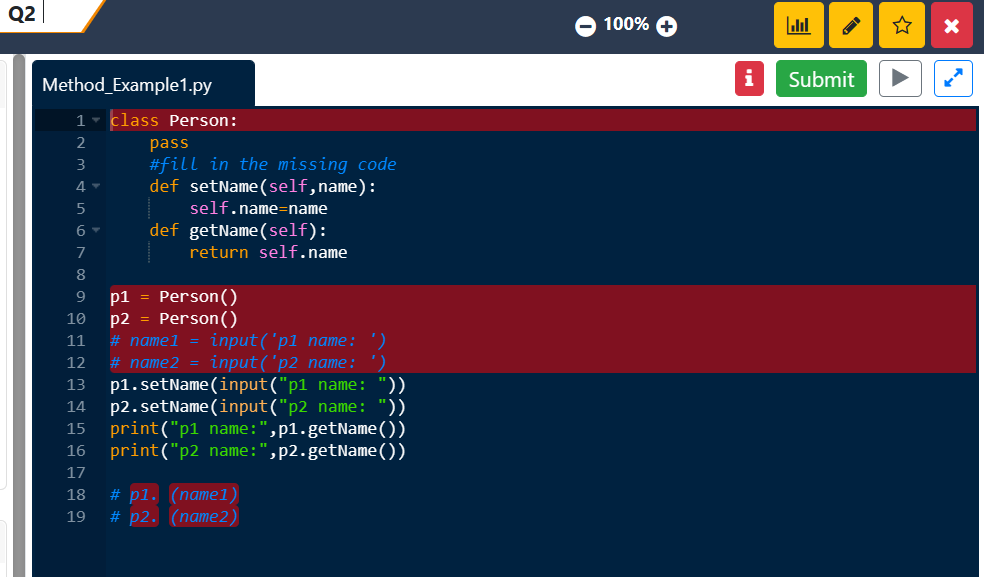 Q2
100%
Method_Example1.py
i Submit
1 class Person:
2     pass
3     #fill in the missing code
4     def setName(self,name):
5         self.name=name
6     def getName(self):
7         return self.name
8
9 p1 = Person()
10 p2 = Person()
11 # name1 = input('p1 name: ')
12 # name2 = input('p2 name: ')
13 p1.setName(input("p1 name: "))
14 p2.setName(input("p2 name: "))
15 print("p1 name:",p1.getName())
16 print("p2 name:",p2.getName())
17
18 # p1. (name1)
19 # p2. (name2)